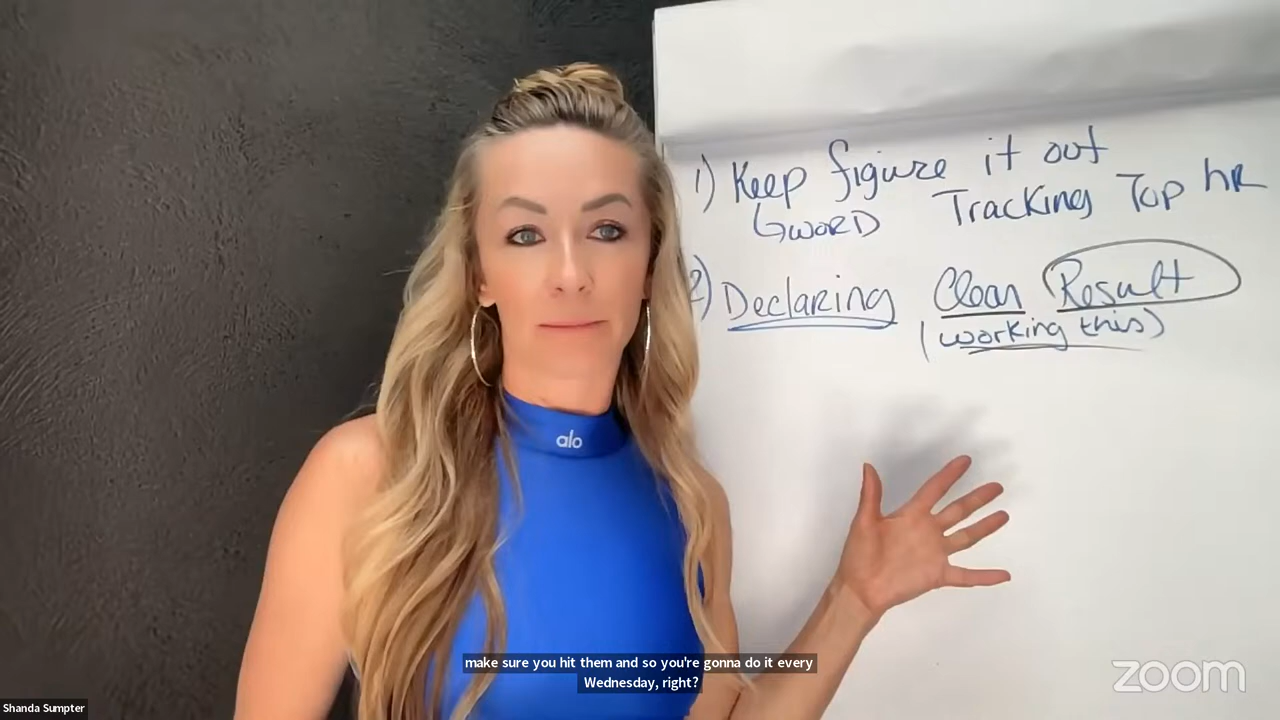 1) Keep figure it out
↳WORD Tracking Top hr
2) Declaring Clean Result
(working this)
alo
make sure you hit them and so you're gonna do it every
Wednesday, right?
Shanda Sumpter
zoom